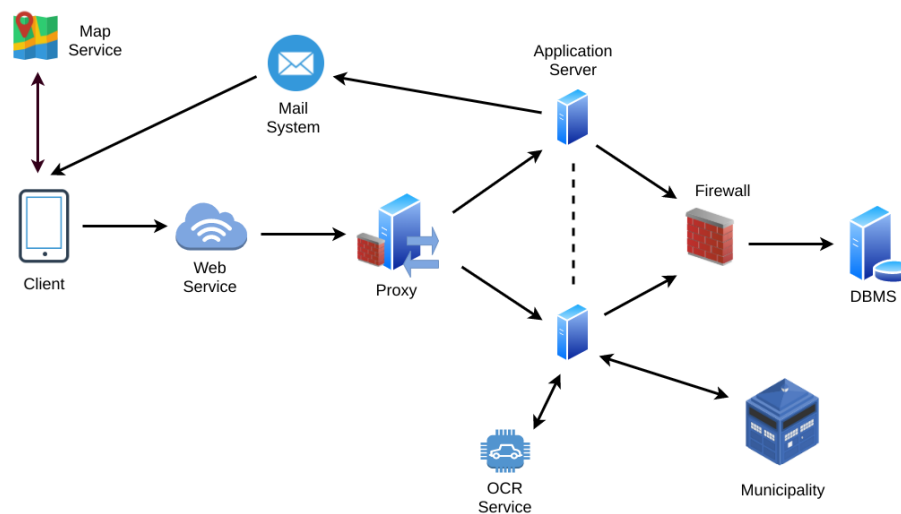 Map
Service
Mail
System
Application
Server
Firewall
Client
Web
Service
Proxy
DBMS
OCR
Service
Municipality